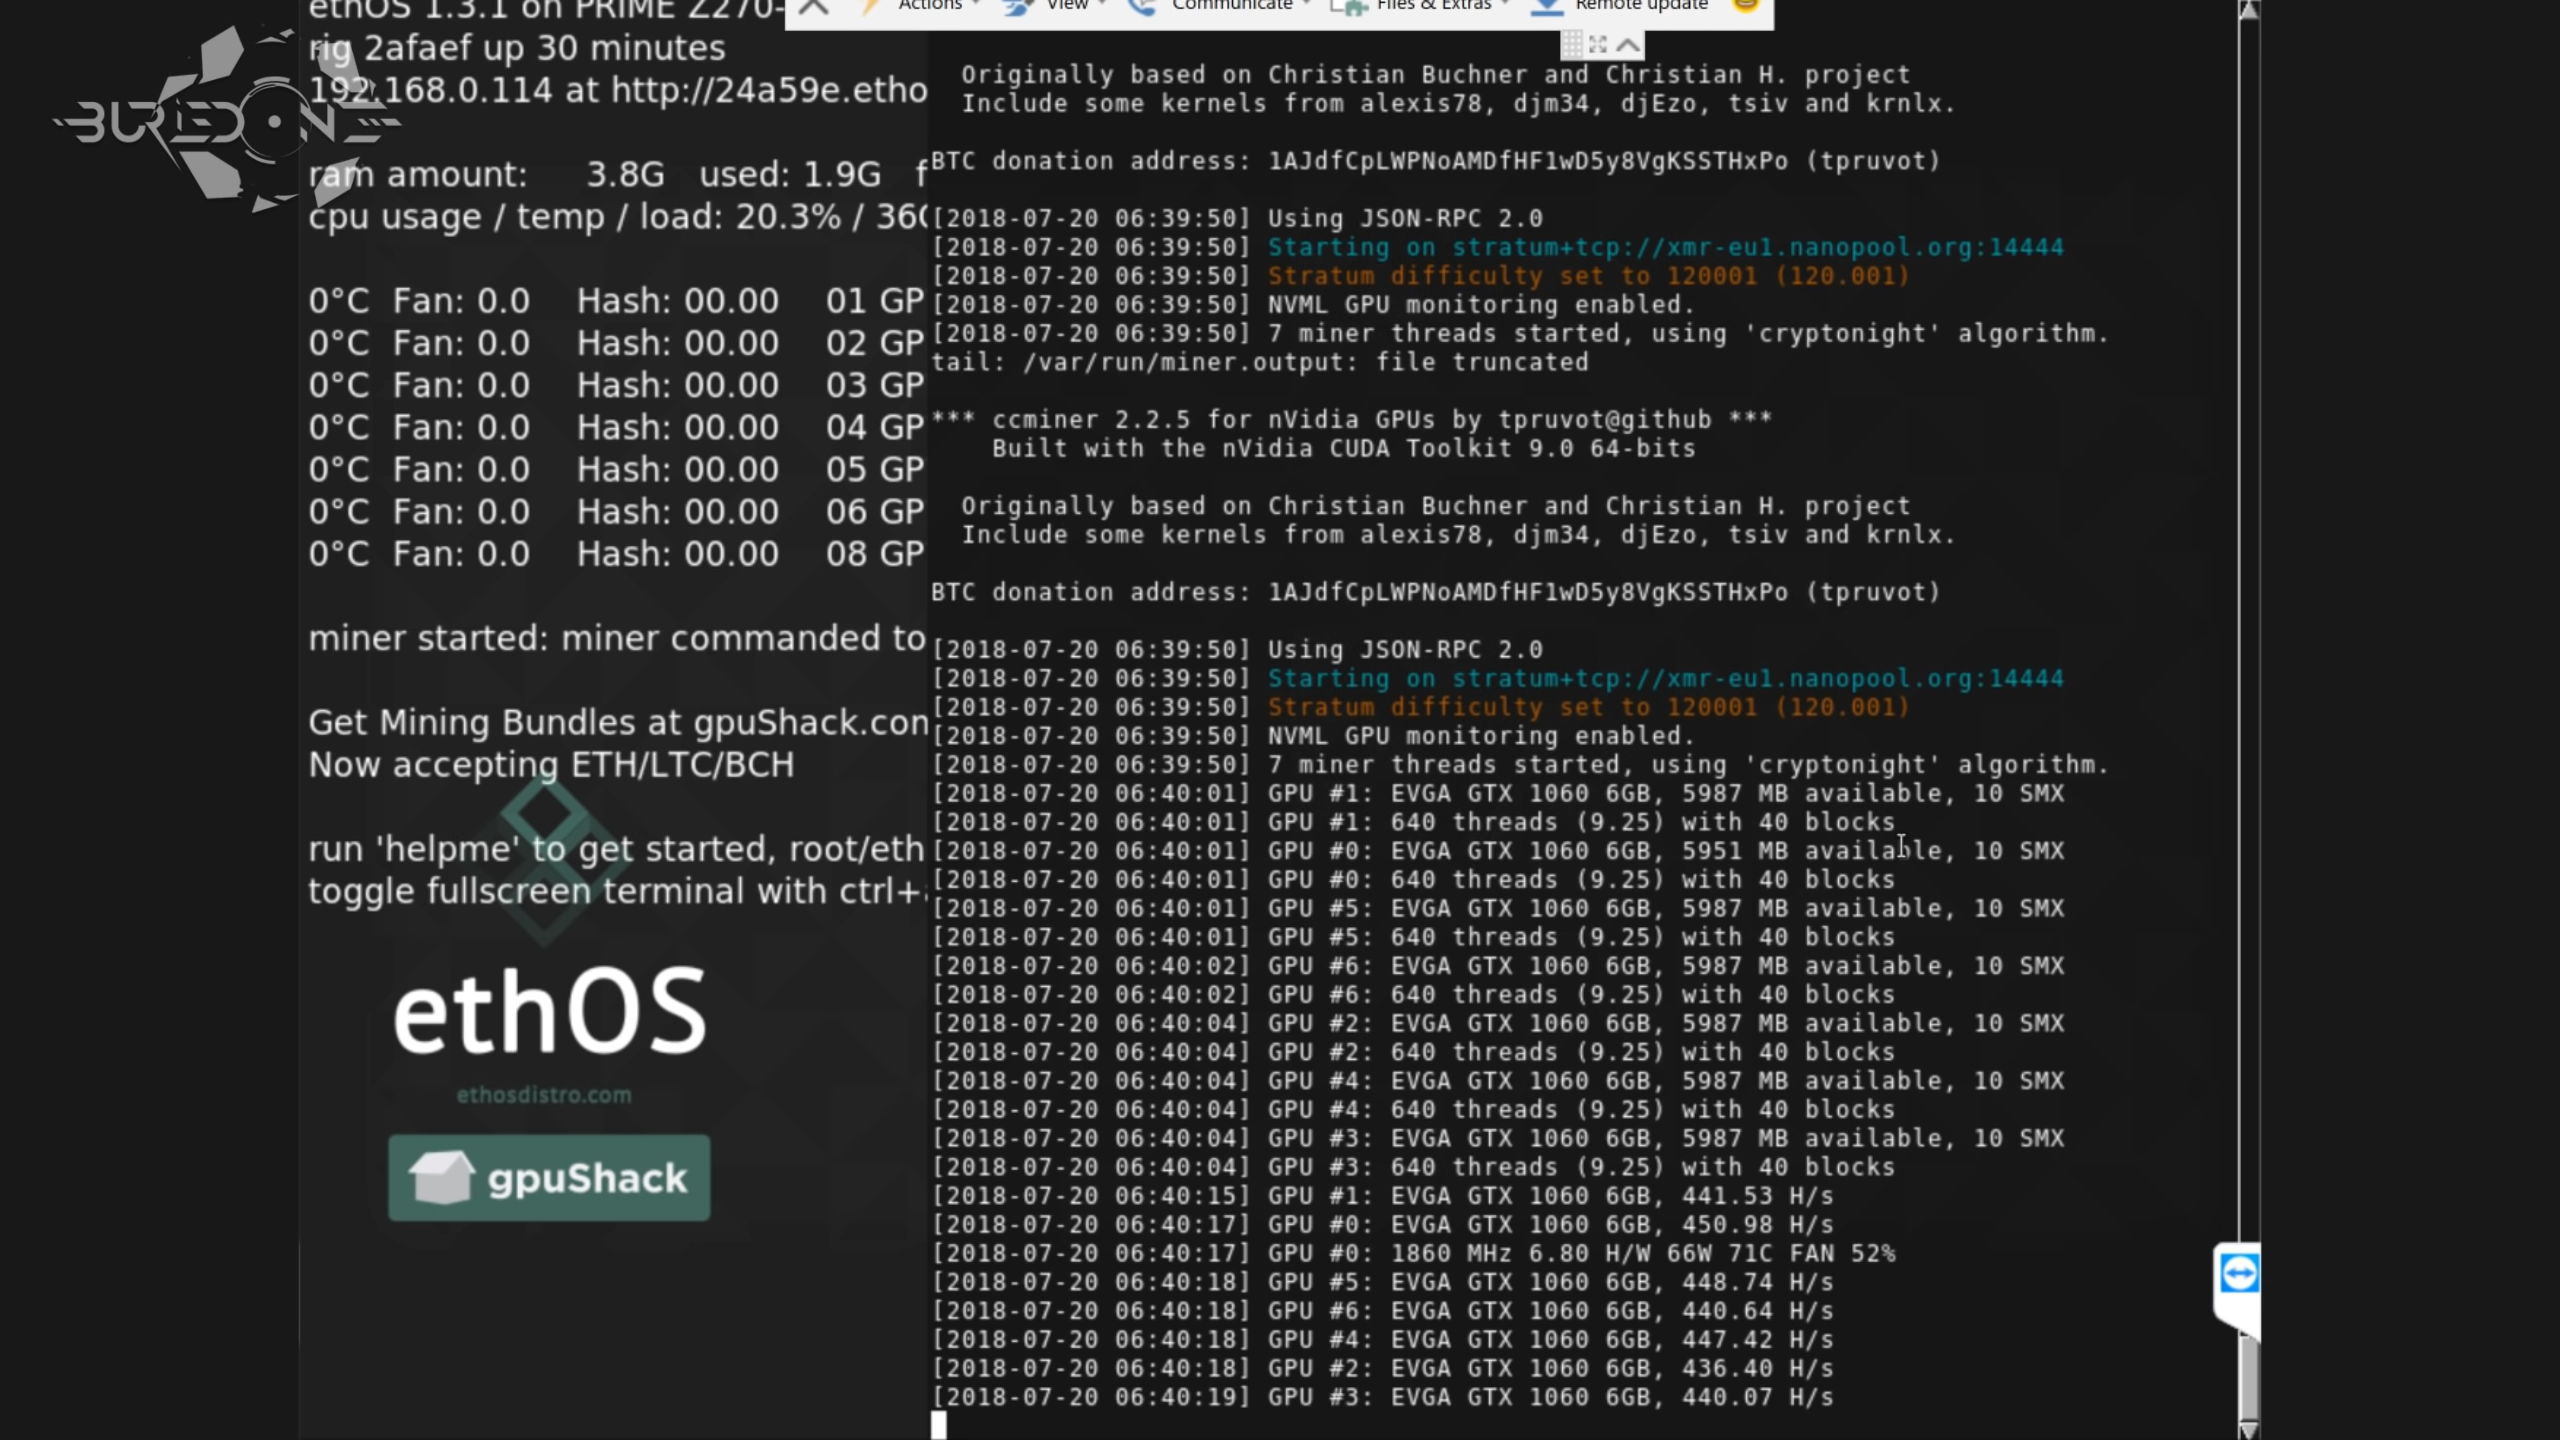 ethOS 1.3.1 on PRIME Z270-
rig 2afaef up 30 minutes
192.168.0.114 at http://24a59e.etho
BURIEDONE
ram amount: 3.8G used: 1.9G f
cpu usage / temp / load: 20.3% / 36C
0°C Fan: 0.0 Hash: 00.00 01 GP
0°C Fan: 0.0 Hash: 00.00 02 GP
0°C Fan: 0.0 Hash: 00.00 03 GP
0°C Fan: 0.0 Hash: 00.00 04 GP
0°C Fan: 0.0 Hash: 00.00 05 GP
0°C Fan: 0.0 Hash: 00.00 06 GP
0°C Fan: 0.0 Hash: 00.00 08 GP
miner started: miner commanded to
Get Mining Bundles at gpuShack.com
Now accepting ETH/LTC/BCH
run 'helpme' to get started, root/eth
toggle fullscreen terminal with ctrl+
ethOS
ethosdistro.com
gpuShack
Actions View Communicate Files & Extras Remote update
Originally based on Christian Buchner and Christian H. project
Include some kernels from alexis78, djm34, djEzo, tsiv and krnlx.
BTC donation address: 1AJdfCpLWPNoAMDfHF1wD5y8VgKSSTHxPo (tpruvot)
[2018-07-20 06:39:50] Using JSON-RPC 2.0
[2018-07-20 06:39:50] Starting on stratum+tcp://xmr-eu1.nanopool.org:14444
[2018-07-20 06:39:50] Stratum difficulty set to 120001 (120.001)
[2018-07-20 06:39:50] NVML GPU monitoring enabled.
[2018-07-20 06:39:50] 7 miner threads started, using 'cryptonight' algorithm.
tail: /var/run/miner.output: file truncated
*** ccminer 2.2.5 for nVidia GPUs by tpruvot@github ***
Built with the nVidia CUDA Toolkit 9.0 64-bits
Originally based on Christian Buchner and Christian H. project
Include some kernels from alexis78, djm34, djEzo, tsiv and krnlx.
BTC donation address: 1AJdfCpLWPNoAMDfHF1wD5y8VgKSSTHxPo (tpruvot)
[2018-07-20 06:39:50] Using JSON-RPC 2.0
[2018-07-20 06:39:50] Starting on stratum+tcp://xmr-eu1.nanopool.org:14444
[2018-07-20 06:39:50] Stratum difficulty set to 120001 (120.001)
[2018-07-20 06:39:50] NVML GPU monitoring enabled.
[2018-07-20 06:39:50] 7 miner threads started, using 'cryptonight' algorithm.
[2018-07-20 06:40:01] GPU #1: EVGA GTX 1060 6GB, 5987 MB available, 10 SMX
[2018-07-20 06:40:01] GPU #1: 640 threads (9.25) with 40 blocks
[2018-07-20 06:40:01] GPU #0: EVGA GTX 1060 6GB, 5951 MB available, 10 SMX
[2018-07-20 06:40:01] GPU #0: 640 threads (9.25) with 40 blocks
[2018-07-20 06:40:01] GPU #5: EVGA GTX 1060 6GB, 5987 MB available, 10 SMX
[2018-07-20 06:40:01] GPU #5: 640 threads (9.25) with 40 blocks
[2018-07-20 06:40:02] GPU #6: EVGA GTX 1060 6GB, 5987 MB available, 10 SMX
[2018-07-20 06:40:02] GPU #6: 640 threads (9.25) with 40 blocks
[2018-07-20 06:40:04] GPU #2: EVGA GTX 1060 6GB, 5987 MB available, 10 SMX
[2018-07-20 06:40:04] GPU #2: 640 threads (9.25) with 40 blocks
[2018-07-20 06:40:04] GPU #4: EVGA GTX 1060 6GB, 5987 MB available, 10 SMX
[2018-07-20 06:40:04] GPU #4: 640 threads (9.25) with 40 blocks
[2018-07-20 06:40:04] GPU #3: EVGA GTX 1060 6GB, 5987 MB available, 10 SMX
[2018-07-20 06:40:04] GPU #3: 640 threads (9.25) with 40 blocks
[2018-07-20 06:40:15] GPU #1: EVGA GTX 1060 6GB, 441.53 H/s
[2018-07-20 06:40:17] GPU #0: EVGA GTX 1060 6GB, 450.98 H/s
[2018-07-20 06:40:17] GPU #0: 1860 MHz 6.80 H/W 66W 71C FAN 52%
[2018-07-20 06:40:18] GPU #5: EVGA GTX 1060 6GB, 448.74 H/s
[2018-07-20 06:40:18] GPU #6: EVGA GTX 1060 6GB, 440.64 H/s
[2018-07-20 06:40:18] GPU #4: EVGA GTX 1060 6GB, 447.42 H/s
[2018-07-20 06:40:18] GPU #2: EVGA GTX 1060 6GB, 436.40 H/s
[2018-07-20 06:40:19] GPU #3: EVGA GTX 1060 6GB, 440.07 H/s